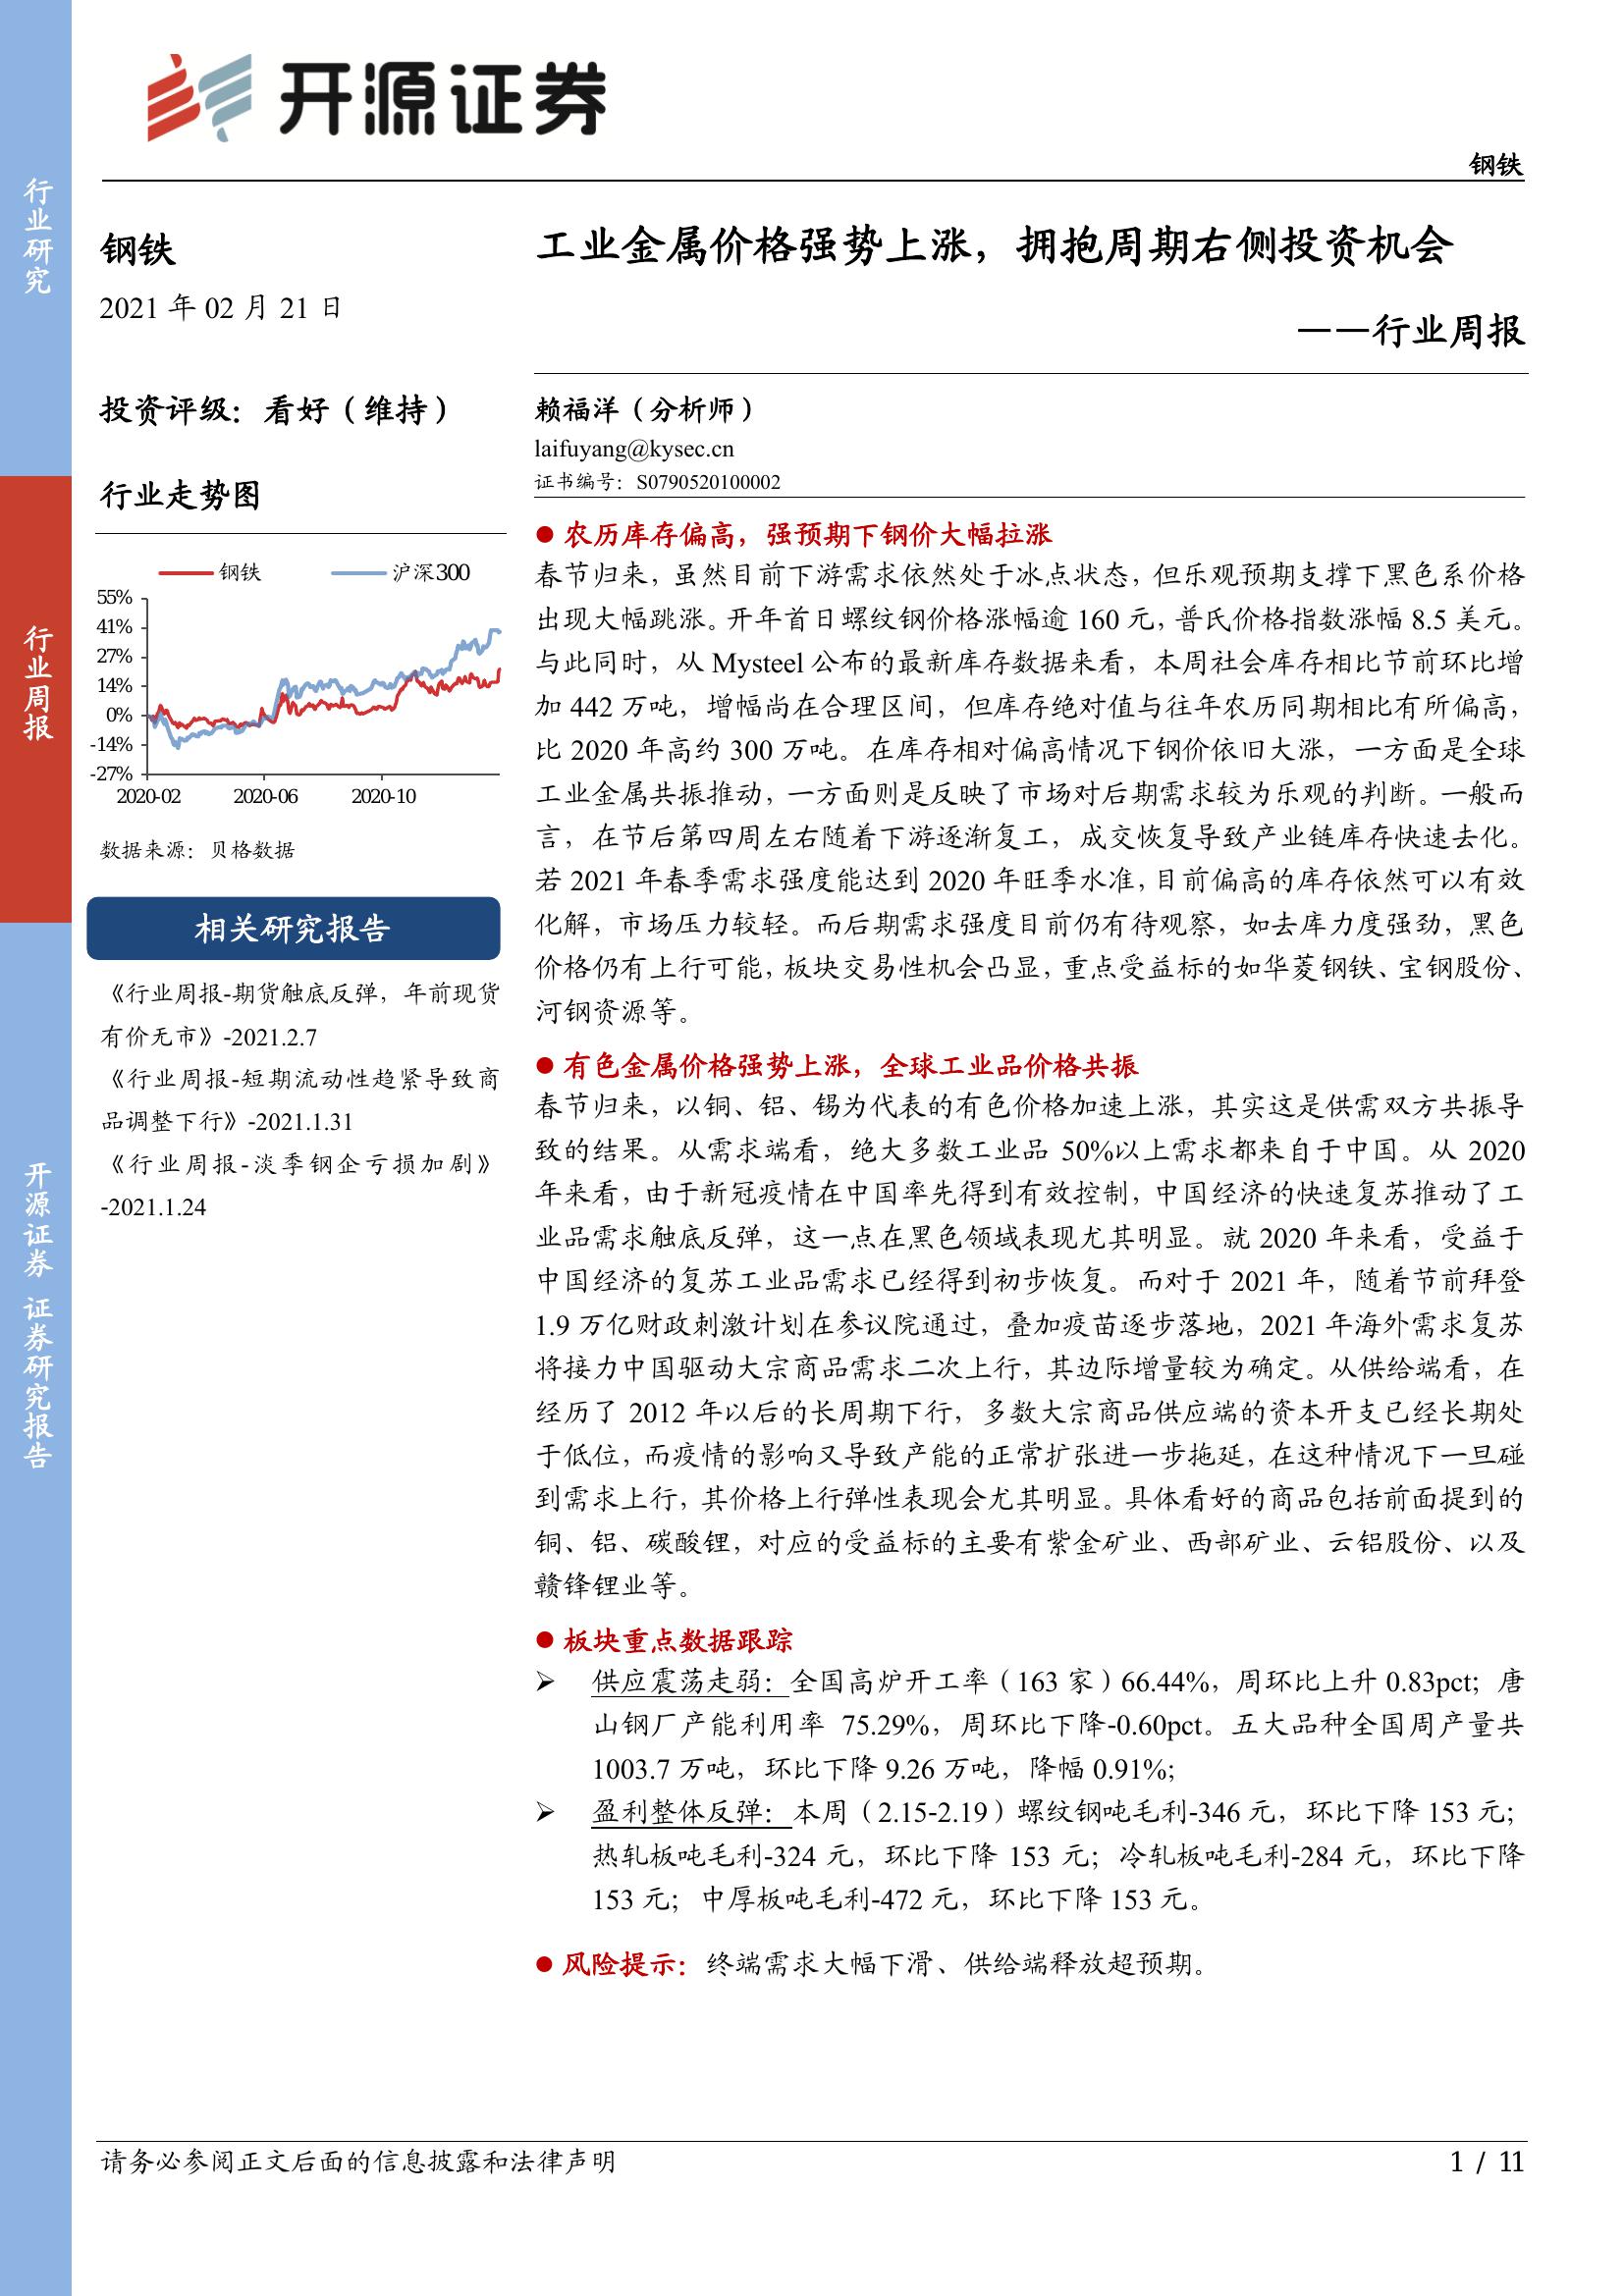 开源证券
钢铁
行业研究
行业周报
开源证券 证券研究报告
钢铁
2021 年 02 月 21 日
投资评级：看好（维持）
行业走势图
钢铁 沪深300
55%
41%
27%
14%
0%
-14%
-27%
2020-02 2020-06 2020-10
数据来源：贝格数据
相关研究报告
《行业周报-期货触底反弹，年前现货
有价无市》-2021.2.7
《行业周报-短期流动性趋紧导致商
品调整下行》-2021.1.31
《行业周报-淡季钢企亏损加剧》
-2021.1.24
工业金属价格强势上涨，拥抱周期右侧投资机会
——行业周报
赖福洋（分析师）
laifuyang@kysec.cn
证书编号：S0790520100002
● 农历库存偏高，强预期下钢价大幅拉涨
春节归来，虽然目前下游需求依然处于冰点状态，但乐观预期支撑下黑色系价格
出现大幅跳涨。开年首日螺纹钢价格涨幅逾 160 元，普氏价格指数涨幅 8.5 美元。
与此同时，从 Mysteel 公布的最新库存数据来看，本周社会库存相比节前环比增
加 442 万吨，增幅尚在合理区间，但库存绝对值与往年农历同期相比有所偏高，
比 2020 年高约 300 万吨。在库存相对偏高情况下钢价依旧大涨，一方面是全球
工业金属共振推动，一方面则是反映了市场对后期需求较为乐观的判断。一般而
言，在节后第四周左右随着下游逐渐复工，成交恢复导致产业链库存快速去化。
若 2021 年春季需求强度能达到 2020 年旺季水准，目前偏高的库存依然可以有效
化解，市场压力较轻。而后期需求强度目前仍有待观察，如去库力度强劲，黑色
价格仍有上行可能，板块交易性机会凸显，重点受益标的如华菱钢铁、宝钢股份、
河钢资源等。
● 有色金属价格强势上涨，全球工业品价格共振
春节归来，以铜、铝、锡为代表的有色价格加速上涨，其实这是供需双方共振导
致的结果。从需求端看，绝大多数工业品 50%以上需求都来自于中国。从 2020
年来看，由于新冠疫情在中国率先得到有效控制，中国经济的快速复苏推动了工
业品需求触底反弹，这一点在黑色领域表现尤其明显。就 2020 年来看，受益于
中国经济的复苏工业品需求已经得到初步恢复。而对于 2021 年，随着节前拜登
1.9 万亿财政刺激计划在参议院通过，叠加疫苗逐步落地，2021 年海外需求复苏
将接力中国驱动大宗商品需求二次上行，其边际增量较为确定。从供给端看，在
经历了 2012 年以后的长周期下行，多数大宗商品供应端的资本开支已经长期处
于低位，而疫情的影响又导致产能的正常扩张进一步拖延，在这种情况下一旦碰
到需求上行，其价格上行弹性表现会尤其明显。具体看好的商品包括前面提到的
铜、铝、碳酸锂，对应的受益标的主要有紫金矿业、西部矿业、云铝股份、以及
赣锋锂业等。
● 板块重点数据跟踪
➢ 供应震荡走弱：全国高炉开工率（163 家）66.44%，周环比上升 0.83pct；唐
山钢厂产能利用率 75.29%，周环比下降-0.60pct。五大品种全国周产量共
1003.7 万吨，环比下降 9.26 万吨，降幅 0.91%;
➢ 盈利整体反弹：本周（2.15-2.19）螺纹钢吨毛利-346 元，环比下降 153 元；
热轧板吨毛利-324 元，环比下降 153 元；冷轧板吨毛利-284 元，环比下降
153 元；中厚板吨毛利-472 元，环比下降 153 元。
● 风险提示：终端需求大幅下滑、供给端释放超预期。
请务必参阅正文后面的信息披露和法律声明
1 / 11